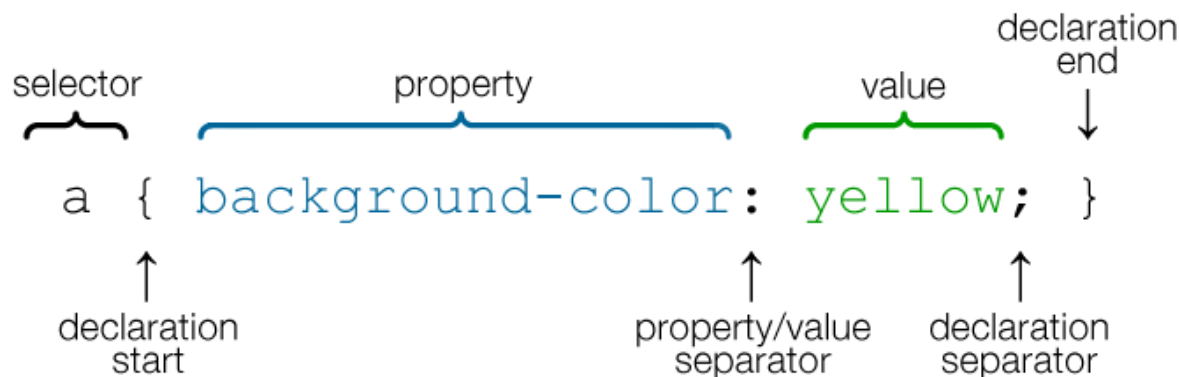 declaration
end
selector
property
value
a { background-color: yellow; }
declaration
start
property/value
separator
declaration
separator